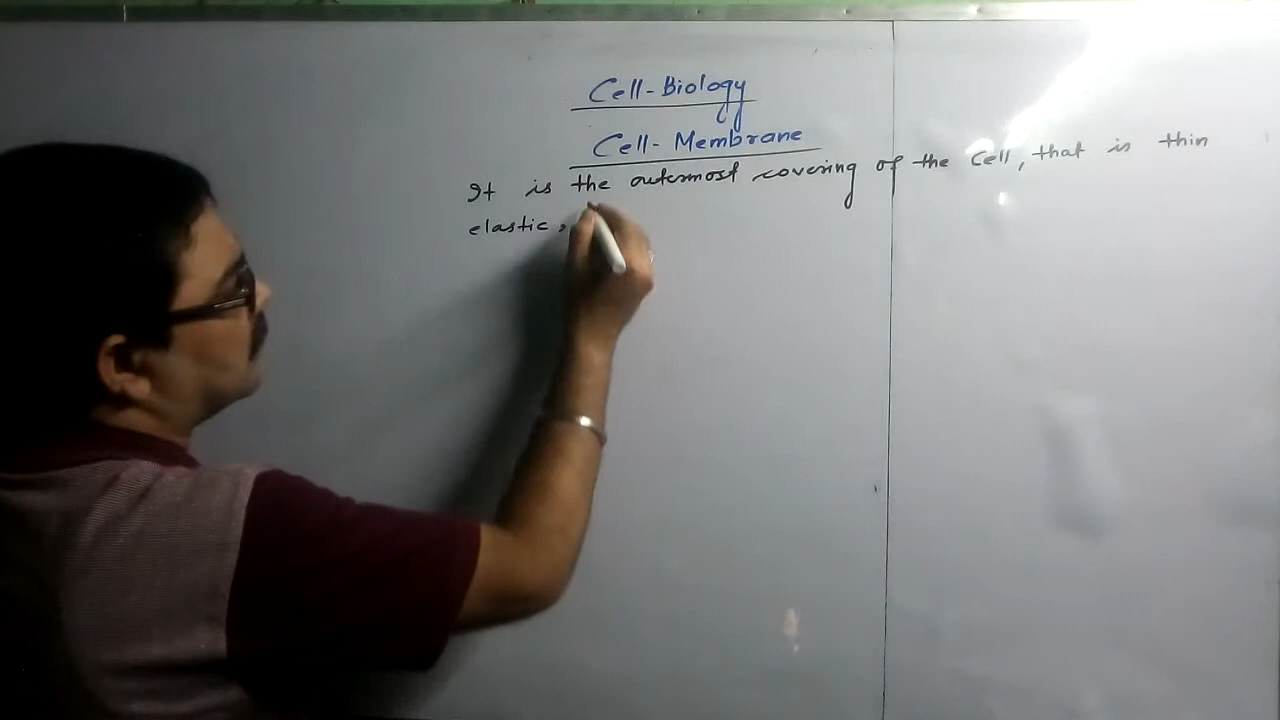 Cell-Biology
Cell-Membrane
It is the outermost covering of the cell, that is thin
elastic,